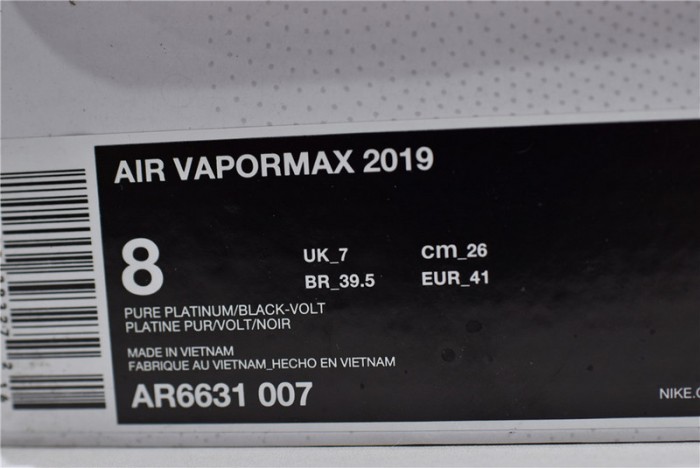 AIR VAPORMAX 2019
8
UK_7 cm_26
BR_39.5 EUR_41
PURE PLATINUM/BLACK-VOLT
PLATINE PUR/VOLT/NOIR
MADE IN VIETNAM
FABRIQUE AU VIETNAM_HECHO EN VIETNAM
AR6631 007